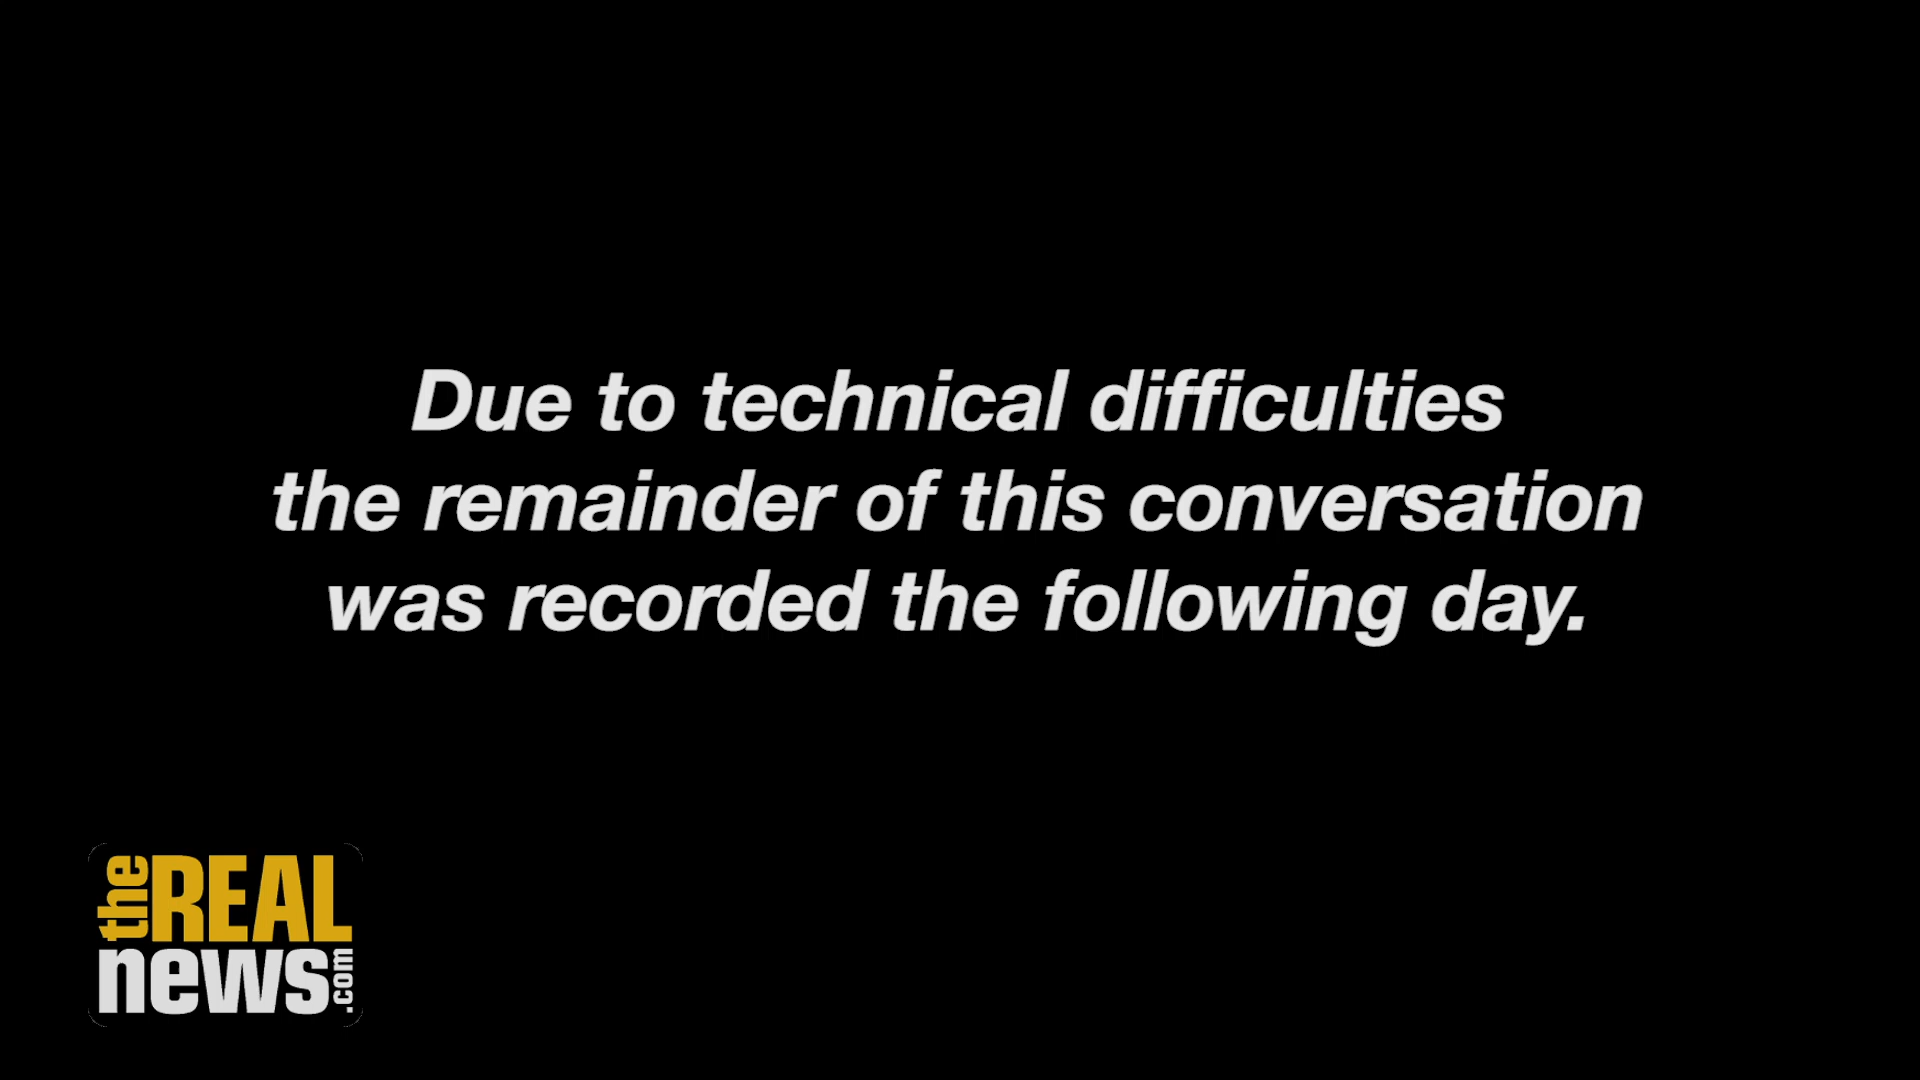 Due to technical difficulties
the remainder of this conversation
was recorded the following day.
the REAL
news.com